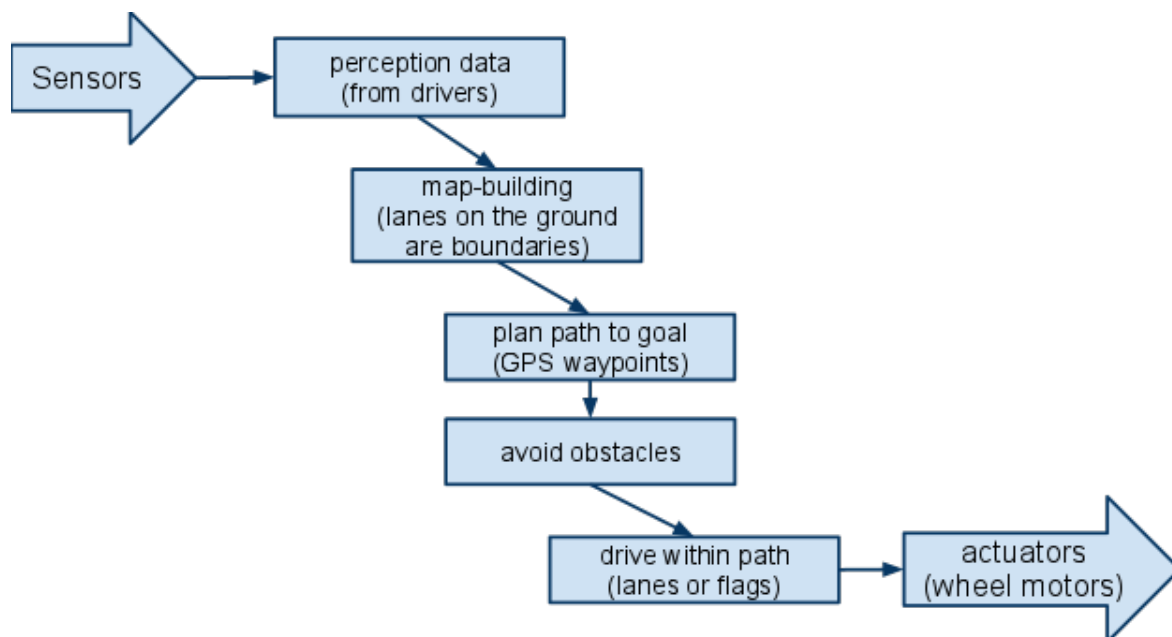 Sensors
perception data
(from drivers)
map-building
(lanes on the ground
are boundaries)
plan path to goal
(GPS waypoints)
avoid obstacles
drive within path
(lanes or flags)
actuators
(wheel motors)